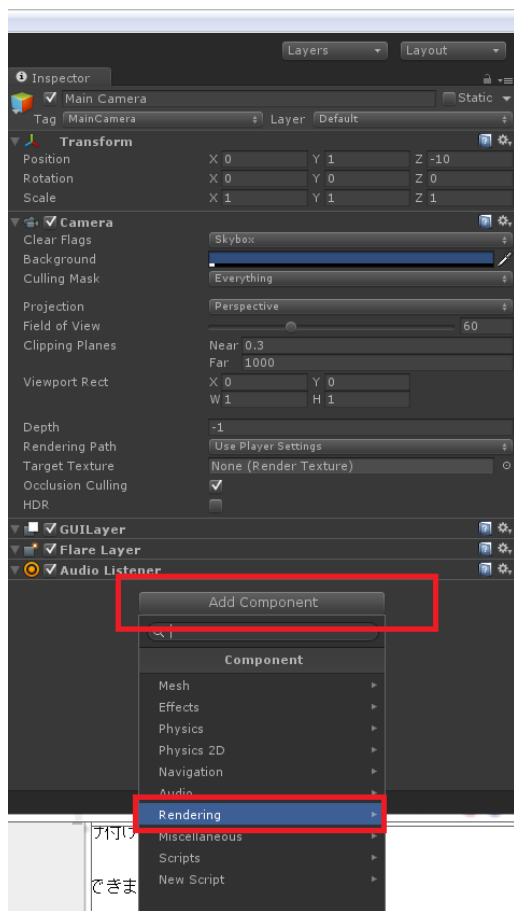 Layers Layout
Inspector
Main Camera Static
Tag MainCamera Layer Default
Transform
Position X 0 Y 1 Z -10
Rotation X 0 Y 0 Z 0
Scale X 1 Y 1 Z 1
Camera
Clear Flags Skybox
Background
Culling Mask Everything
Projection Perspective
Field of View 60
Clipping Planes Near 0.3
Far 1000
Viewport Rect X 0 Y 0
W 1 H 1
Depth -1
Rendering Path Use Player Settings
Target Texture None (Render Texture)
Occlusion Culling
HDR
GUILayer
Flare Layer
Audio Listener
Add Component
Component
Mesh
Effects
Physics
Physics 2D
Navigation
Audio
Rendering
Miscellaneous
け付け
Scripts
New Script
できま